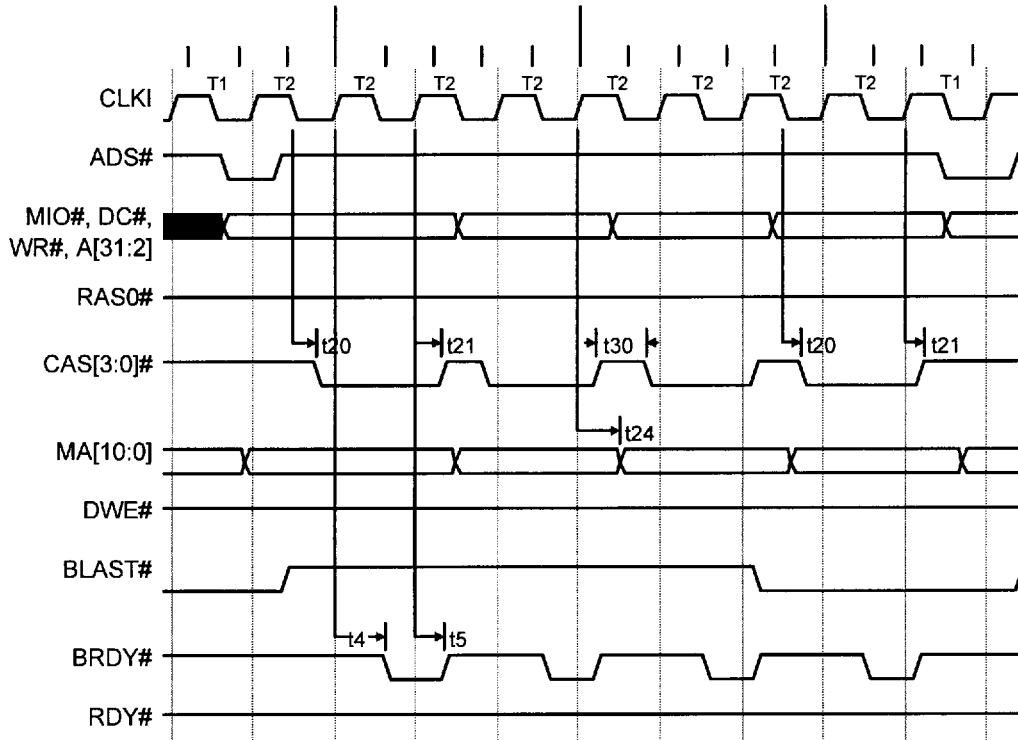 T1 T2 T2 T2 T2 T2 T2 T2 T2 T1
CLKI
ADS#
MIO#, DC#,
WR#, A[31:2]
RAS0#
t20 t21 t30 t20 t21
CAS[3:0]#
t24
MA[10:0]
DWE#
BLAST#
t4 t5
BRDY#
RDY#